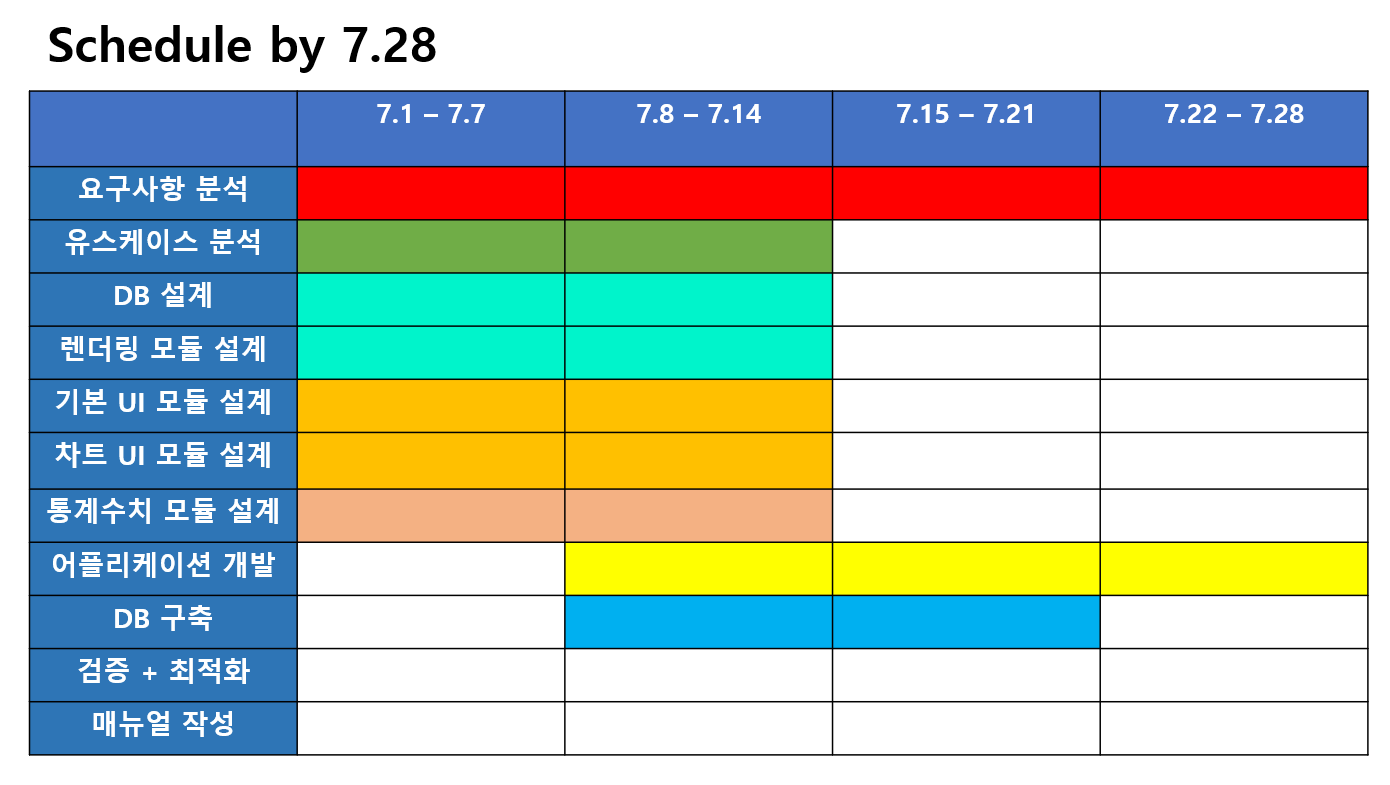 Schedule by 7.28
7.1 – 7.7
7.8 – 7.14
7.15 – 7.21
7.22 – 7.28
요구사항 분석
유스케이스 분석
DB 설계
렌더링 모듈 설계
기본 UI 모듈 설계
차트 UI 모듈 설계
통계수치 모듈 설계
어플리케이션 개발
DB 구축
검증 + 최적화
매뉴얼 작성